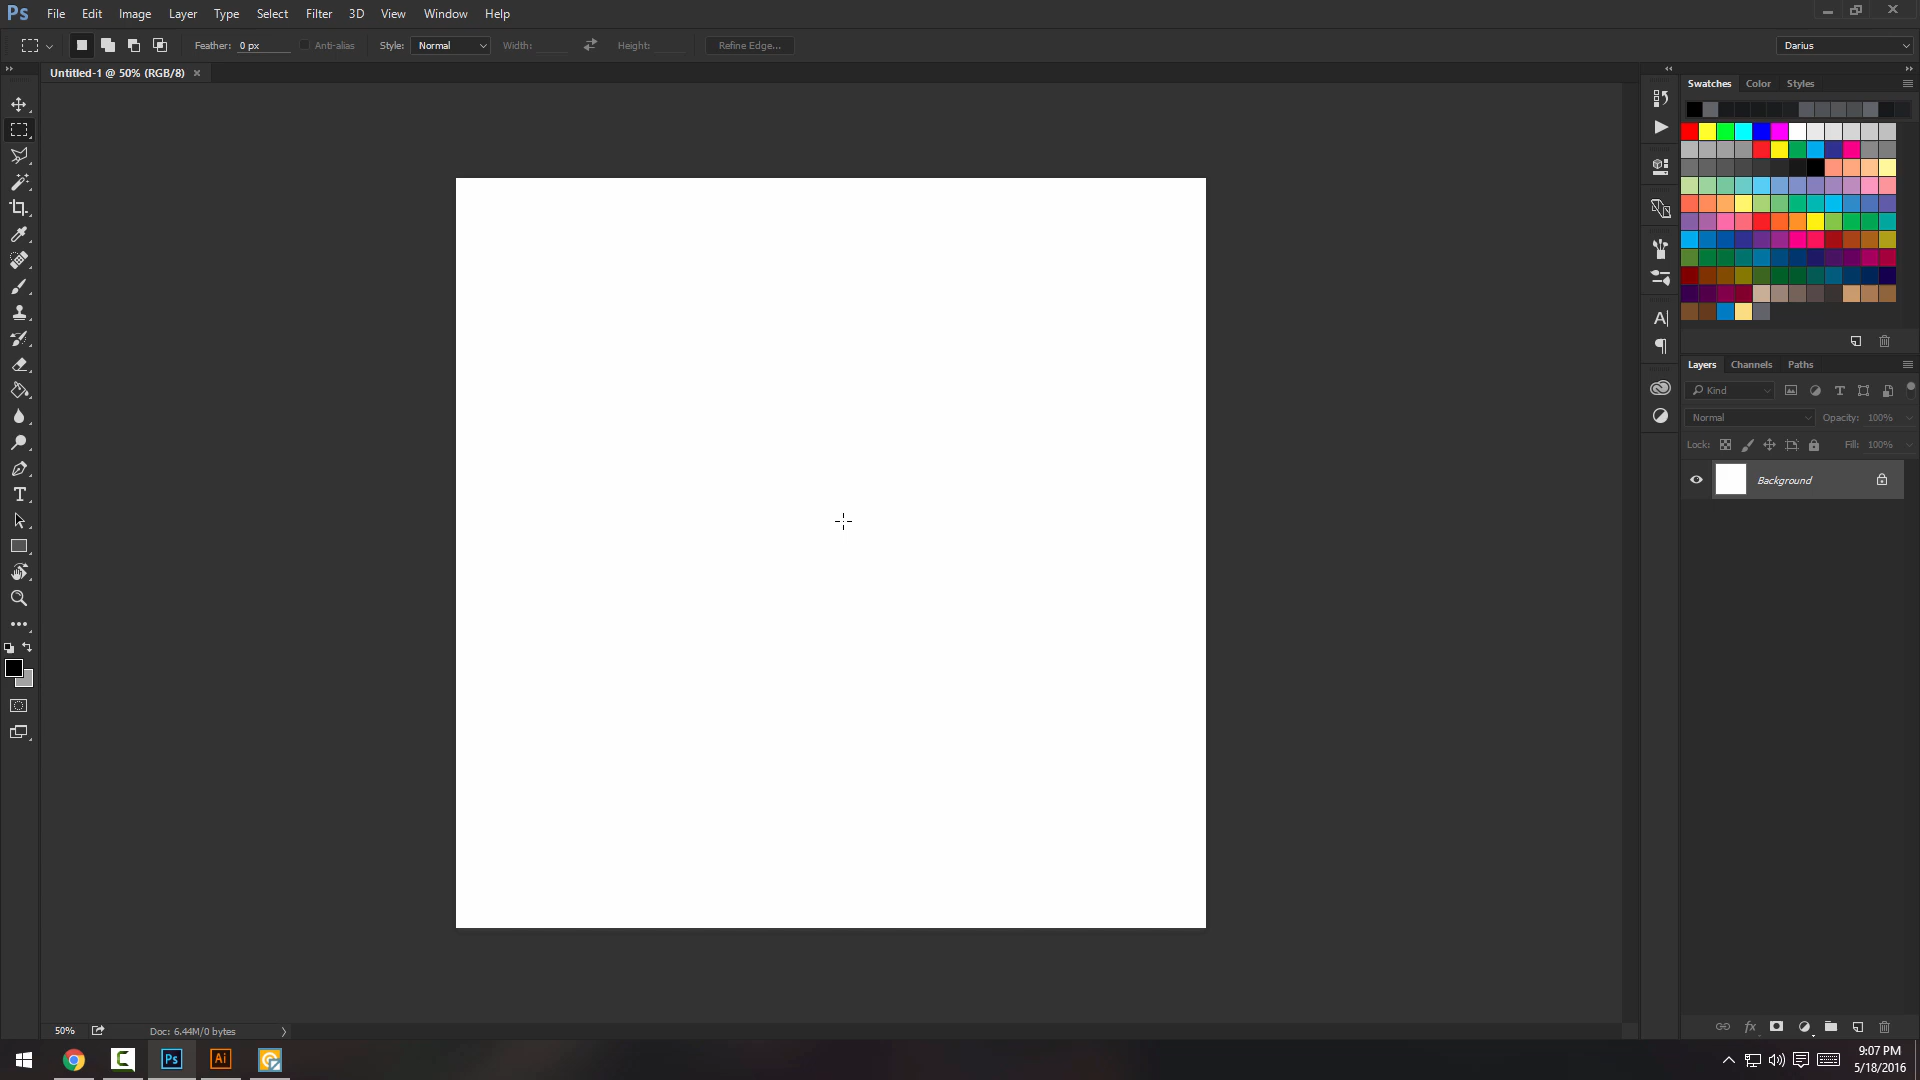 Ps File Edit Image Layer Type Select Filter 3D View Window Help
Feather: 0 px Anti-alias Style: Normal Width: Height: Refine Edge... Darius
Untitled-1 @ 50% (RGB/8)
Swatches Color Styles
Layers Channels Paths
Kind
Normal Opacity: 100%
Lock: Fill: 100%
Background
50% Doc: 6.44M/0 bytes
Ps Ai
9:07 PM
5/18/2016